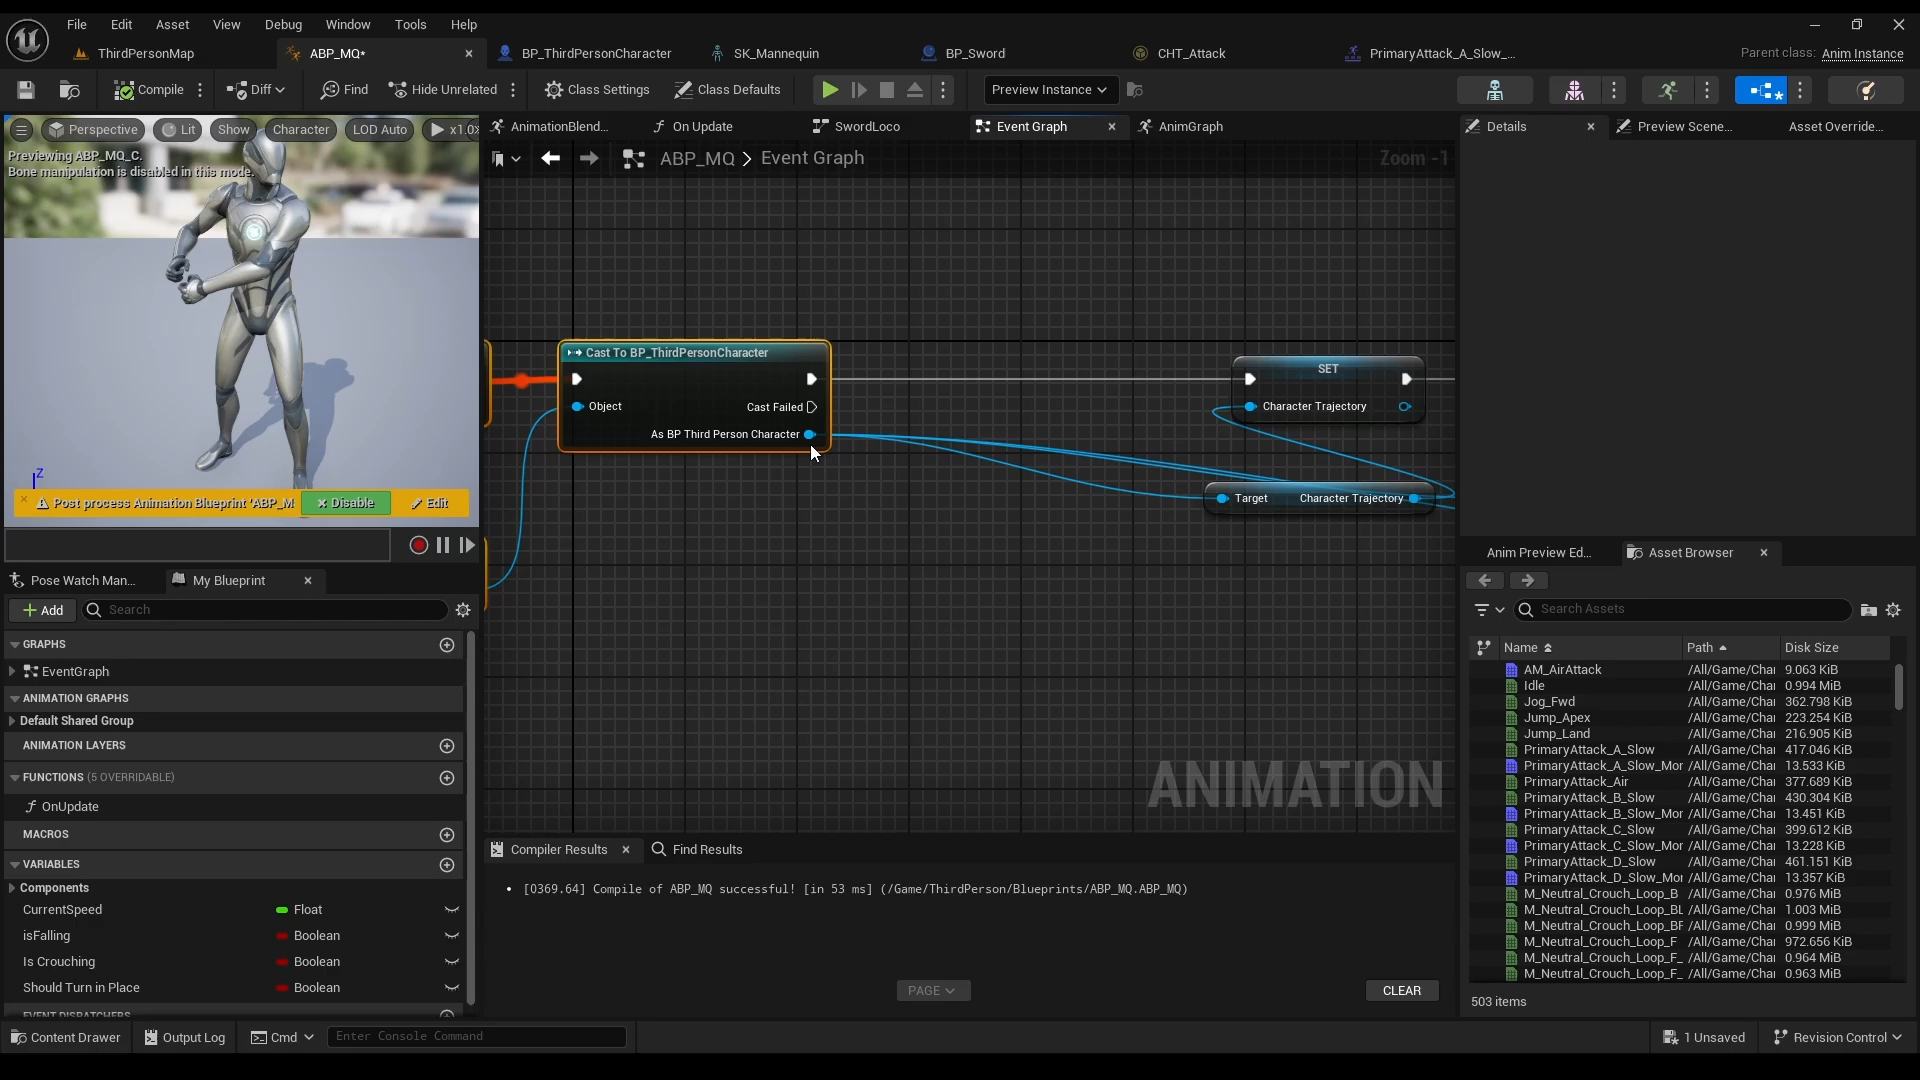 File Edit Asset View Debug Window Tools Help
ThirdPersonMap ABP_MQ* BP_ThirdPersonCharacter SK_Mannequin BP_Sword CHT_Attack PrimaryAttack_A_Slow_... Parent class: Anim Instance
Compile Diff Find Hide Unrelated Class Settings Class Defaults Preview Instance
Perspective Lit Show Character LOD Auto x1.0
Previewing ABP_MQ_C.
Bone manipulation is disabled in this mode.
AnimationBlend... On Update SwordLoco Event Graph AnimGraph
ABP_MQ > Event Graph Zoom -1
Cast To BP_ThirdPersonCharacter
Object Cast Failed
As BP Third Person Character
SET
Character Trajectory
Target Character Trajectory
ANIMATION
Z
Post process Animation Blueprint 'ABP_M Disable Edit
Pose Watch Man... My Blueprint
Add Search
GRAPHS
EventGraph
ANIMATION GRAPHS
Default Shared Group
ANIMATION LAYERS
FUNCTIONS (5 OVERRIDABLE)
OnUpdate
MACROS
VARIABLES
Components
CurrentSpeed Float
isFalling Boolean
Is Crouching Boolean
Should Turn in Place Boolean
EVENT DISPATCHERS
Compiler Results Find Results
[0369.64] Compile of ABP_MQ successful! [in 53 ms] (/Game/ThirdPerson/Blueprints/ABP_MQ.ABP_MQ)
PAGE CLEAR
Details Preview Scene... Asset Override...
Anim Preview Ed... Asset Browser
Search Assets
Name Path Disk Size
AM_AirAttack /All/Game/Char 9.063 KiB
Idle /All/Game/Char 0.994 MiB
Jog_Fwd /All/Game/Char 362.798 KiB
Jump_Apex /All/Game/Char 223.254 KiB
Jump_Land /All/Game/Char 216.905 KiB
PrimaryAttack_A_Slow /All/Game/Char 417.046 KiB
PrimaryAttack_A_Slow_Mor /All/Game/Char 13.533 KiB
PrimaryAttack_Air /All/Game/Char 377.689 KiB
PrimaryAttack_B_Slow /All/Game/Char 430.304 KiB
PrimaryAttack_B_Slow_Mor /All/Game/Char 13.451 KiB
PrimaryAttack_C_Slow /All/Game/Char 399.612 KiB
PrimaryAttack_C_Slow_Mor /All/Game/Char 13.228 KiB
PrimaryAttack_D_Slow /All/Game/Char 461.151 KiB
PrimaryAttack_D_Slow_Mor /All/Game/Char 13.357 KiB
M_Neutral_Crouch_Loop_B /All/Game/Char 0.976 MiB
M_Neutral_Crouch_Loop_BL /All/Game/Char 1.003 MiB
M_Neutral_Crouch_Loop_BF /All/Game/Char 0.999 MiB
M_Neutral_Crouch_Loop_F /All/Game/Char 972.656 KiB
M_Neutral_Crouch_Loop_F_ /All/Game/Char 0.964 MiB
M_Neutral_Crouch_Loop_F_ /All/Game/Char 0.963 MiB
503 items
Content Drawer Output Log Cmd Enter Console Command 1 Unsaved Revision Control